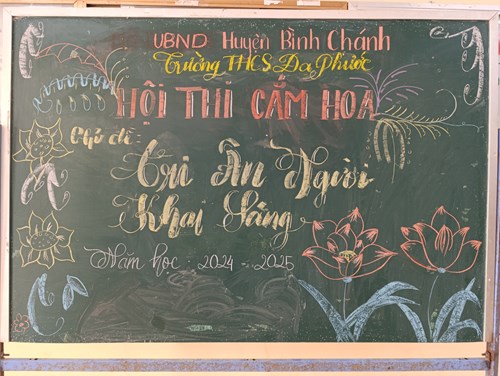 UBND Huyện Bình Chánh
Trường THCS Đa Phước
HỘI THI CẮM HOA
Chủ đề:
Tri Ân Người
Khai Sáng
Năm học: 2024 - 2025